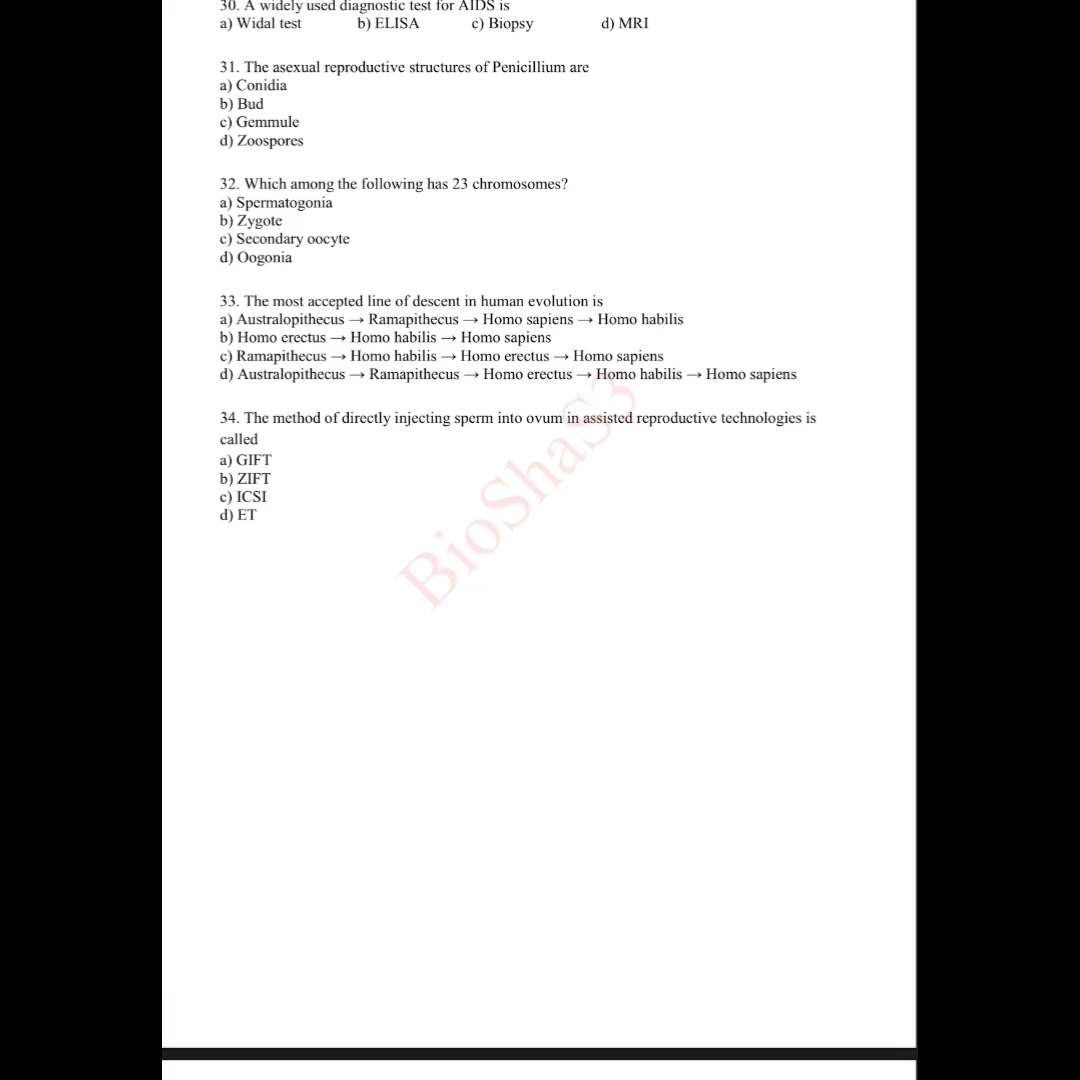 30. A widely used diagnostic test for AIDS is
a) Widal test b) ELISA c) Biopsy d) MRI
31. The asexual reproductive structures of Penicillium are
a) Conidia
b) Bud
c) Gemmule
d) Zoospores
32. Which among the following has 23 chromosomes?
a) Spermatogonia
b) Zygote
c) Secondary oocyte
d) Oogonia
33. The most accepted line of descent in human evolution is
a) Australopithecus → Ramapithecus → Homo sapiens → Homo habilis
b) Homo erectus → Homo habilis → Homo sapiens
c) Ramapithecus → Homo habilis → Homo erectus → Homo sapiens
d) Australopithecus → Ramapithecus → Homo erectus → Homo habilis → Homo sapiens
34. The method of directly injecting sperm into ovum in assisted reproductive technologies is
called
a) GIFT
b) ZIFT
c) ICSI
d) ET
BioShaS3